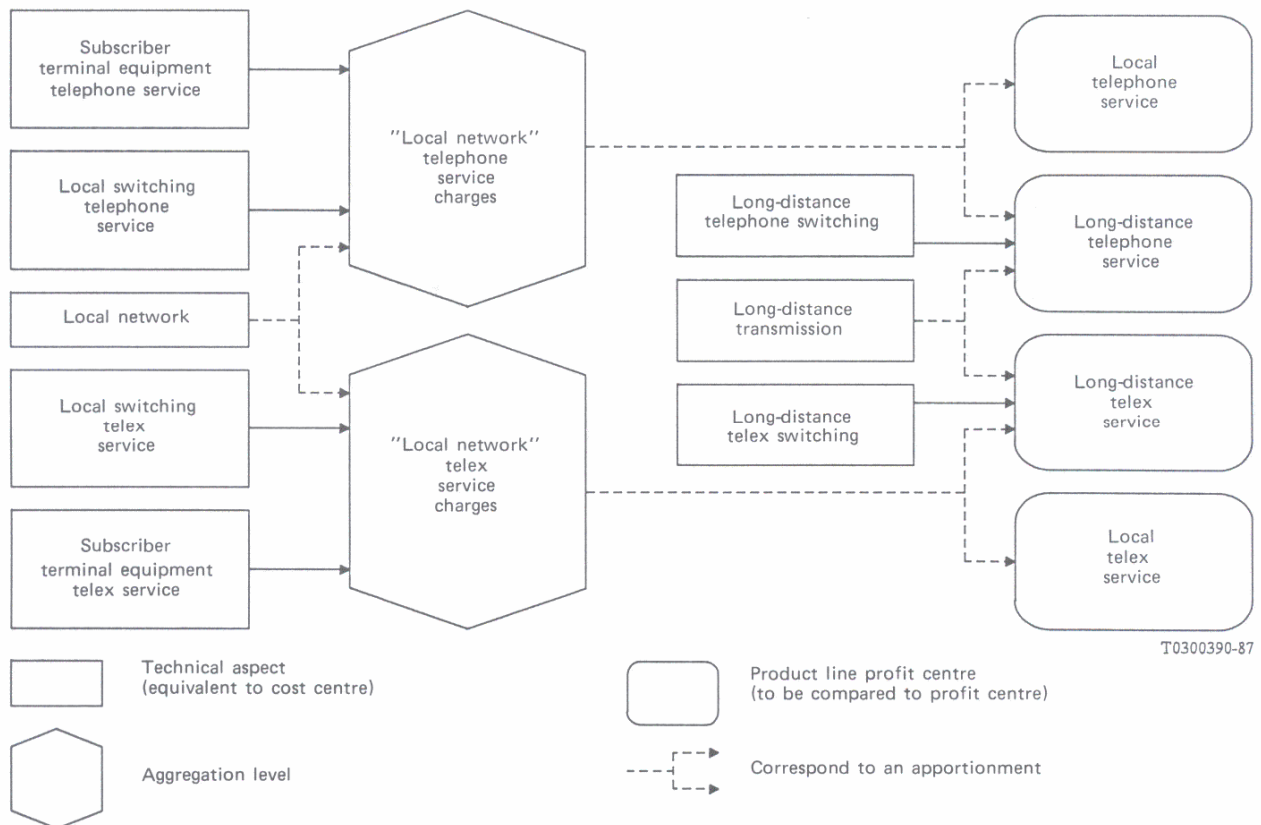 Subscriber
terminal equipment
telephone service
Local switching
telephone
service
Local network
Local switching
telex
service
Subscriber
terminal equipment
telex service
"Local network"
telephone
service
charges
"Local network"
telex
service
charges
Long-distance
telephone switching
Long-distance
transmission
Long-distance
telex switching
Local
telephone
service
Long-distance
telephone
service
Long-distance
telex
service
Local
telex
service
T0300390-87
Technical aspect
(equivalent to cost centre)
Aggregation level
Product line profit centre
(to be compared to profit centre)
Correspond to an apportionment